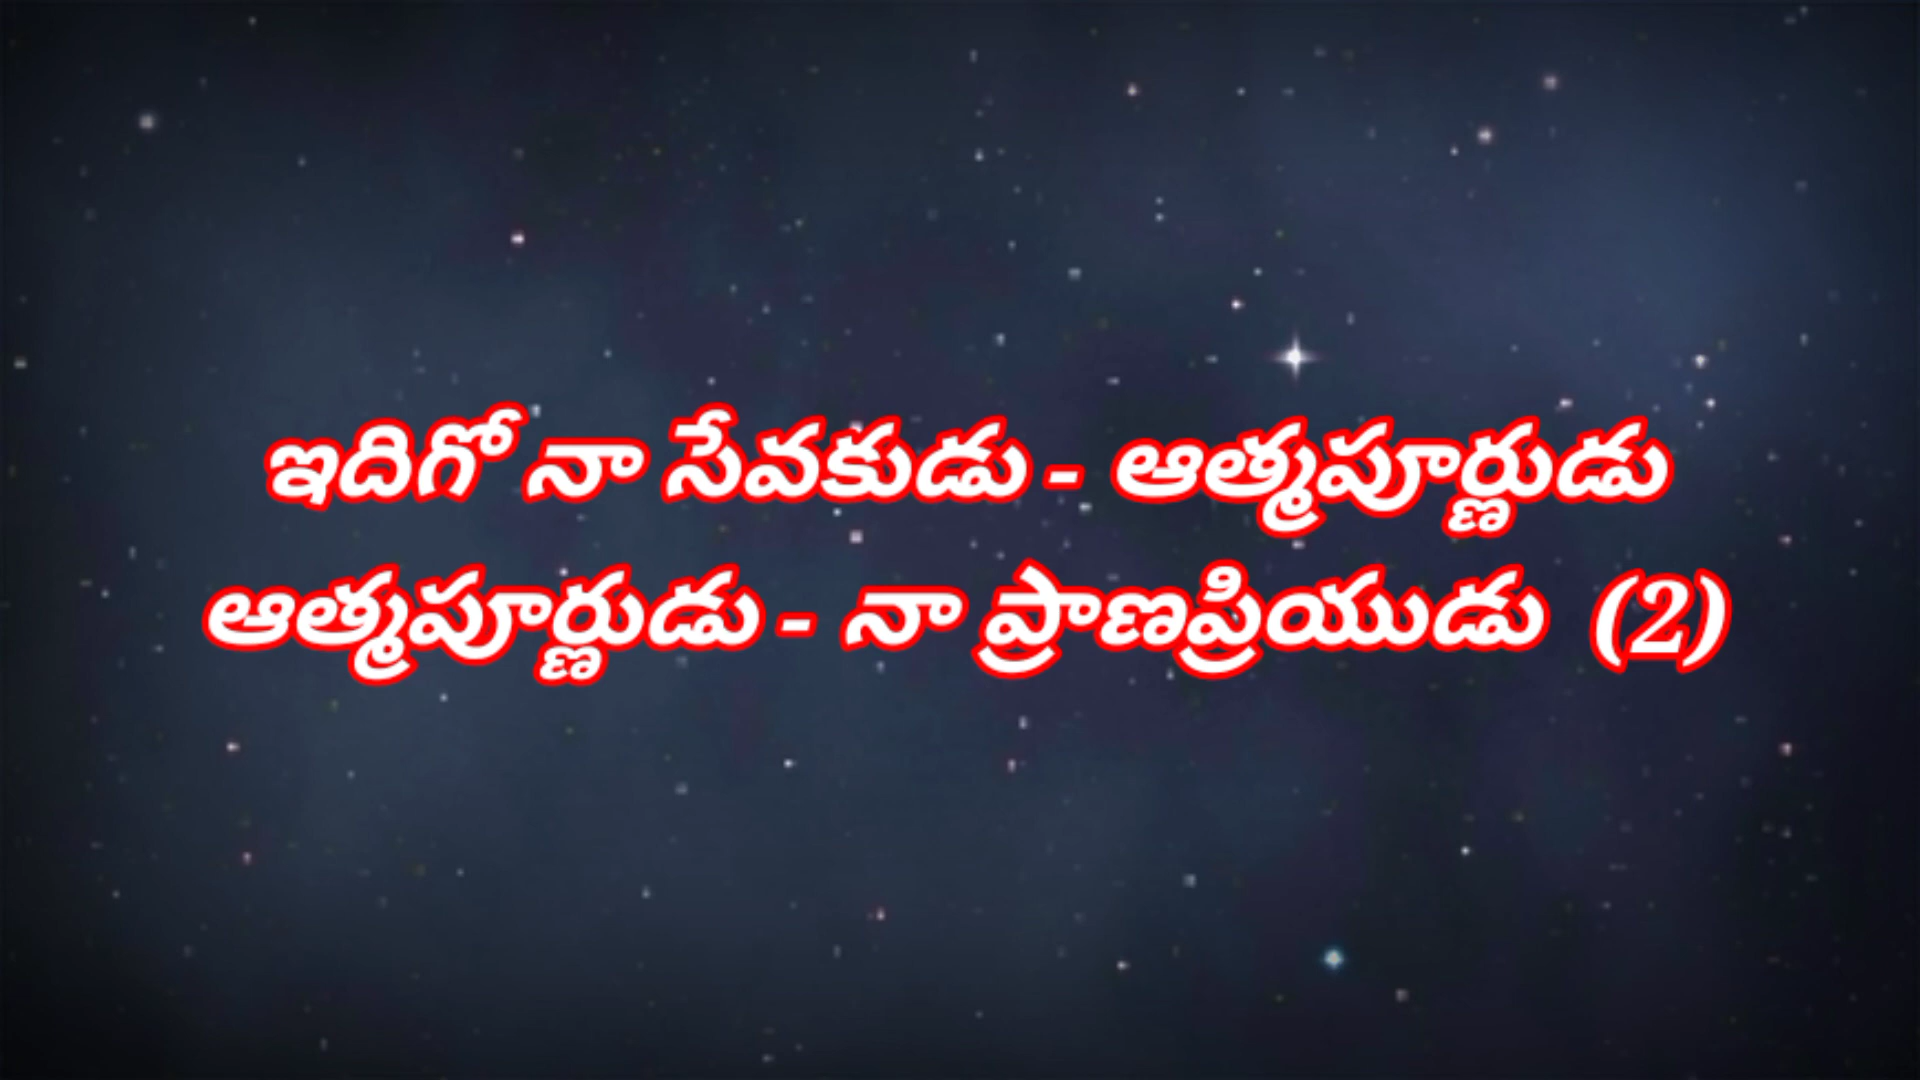 ఇదిగో నా సేవకుడు - ఆత్మపూర్ణుడు
ఆత్మపూర్ణుడు - నా ప్రాణప్రియుడు (2)